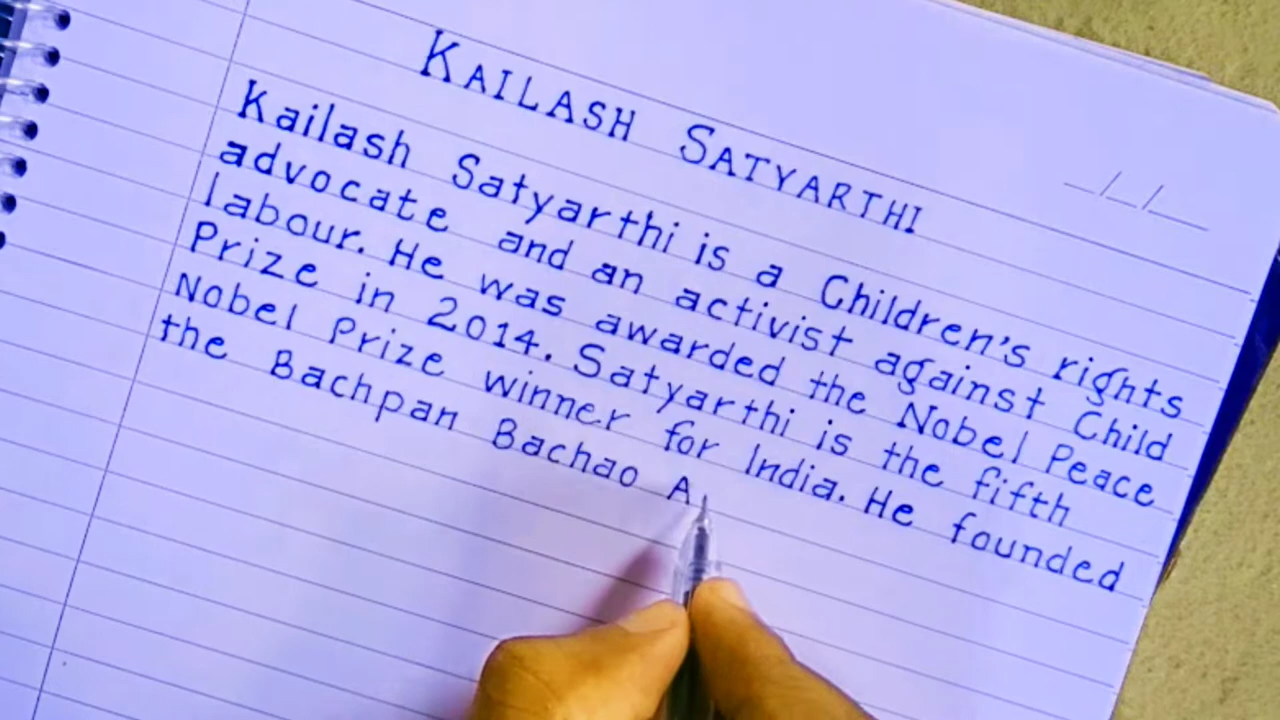 KAILASH SATYARTHI
Kailash Satyarthi is a Children's rights
advocate and an activist against Child
labour. He was awarded the Nobel Peace
Prize in 2014. Satyarthi is the fifth
Nobel Prize winner for India. He founded
the Bachpan Bachao A